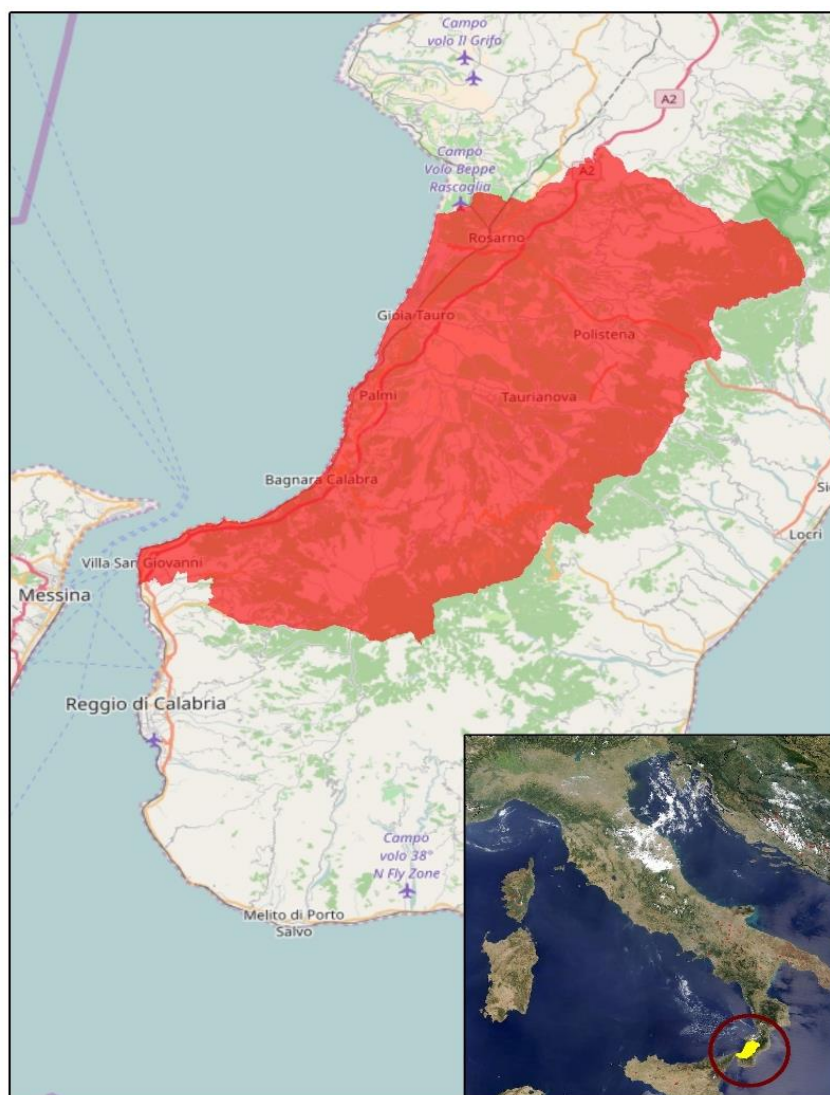 Campo
volo Il Grifo
A2
Campo
Volo Beppe
Rascaglia
A2
Rosarno
Gioia Tauro
Polistena
Palmi
Taurianova
Bagnara Calabra
Si
Locri
Villa San Giovanni
Messina
Reggio di Calabria
Campo
volo 38°
N Fly Zone
Melito di Porto
Salvo